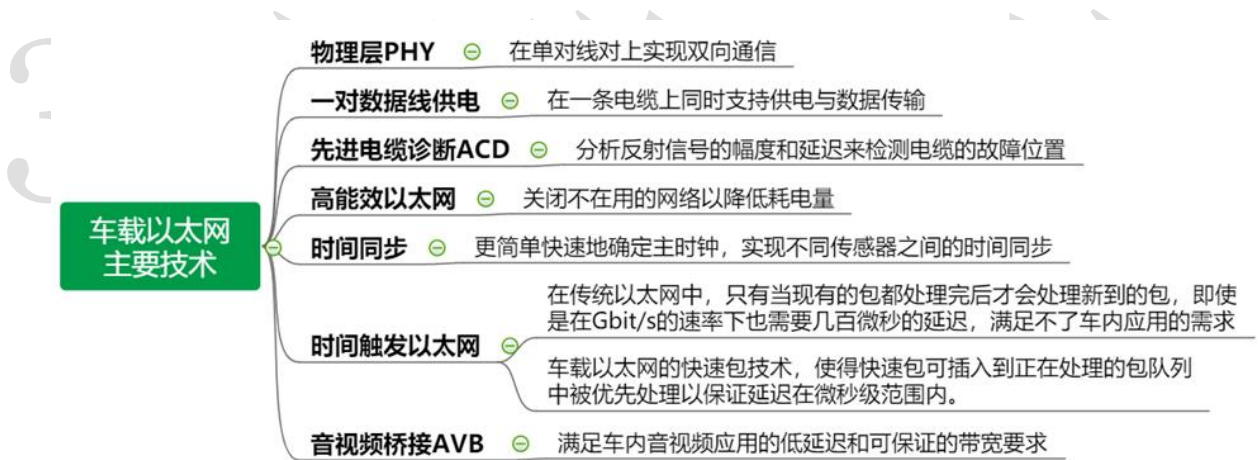 物理层PHY 在单对线对上实现双向通信
一对数据线供电 在一条电缆上同时支持供电与数据传输
先进电缆诊断ACD 分析反射信号的幅度和延迟来检测电缆的故障位置
高能效以太网 关闭不在用的网络以降低耗电量
车载以太网
主要技术
时间同步 更简单快速地确定主时钟，实现不同传感器之间的时间同步
时间触发以太网
在传统以太网中，只有当现有的包都处理完后才会处理新到的包，即使
是在Gbit/s的速率下也需要几百微秒的延迟，满足不了车内应用的需求
车载以太网的快速包技术，使得快速包可插入到正在处理的包队列
中被优先处理以保证延迟在微秒级范围内。
音视频桥接AVB 满足车内音视频应用的低延迟和可保证的带宽要求